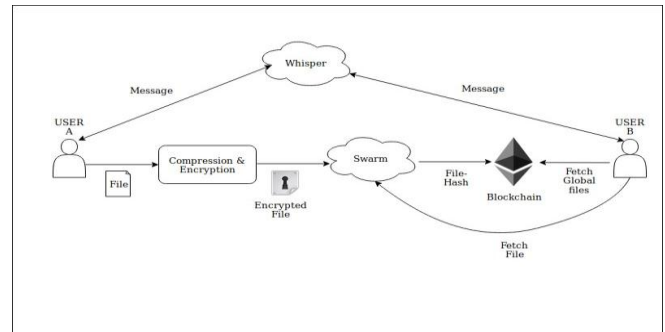 Whisper
Message
Message
USER
A
USER
B
File
Compression &
Encryption
Encrypted
File
Swarm
File-
Hash
Blockchain
Fetch
Global
files
Fetch
File